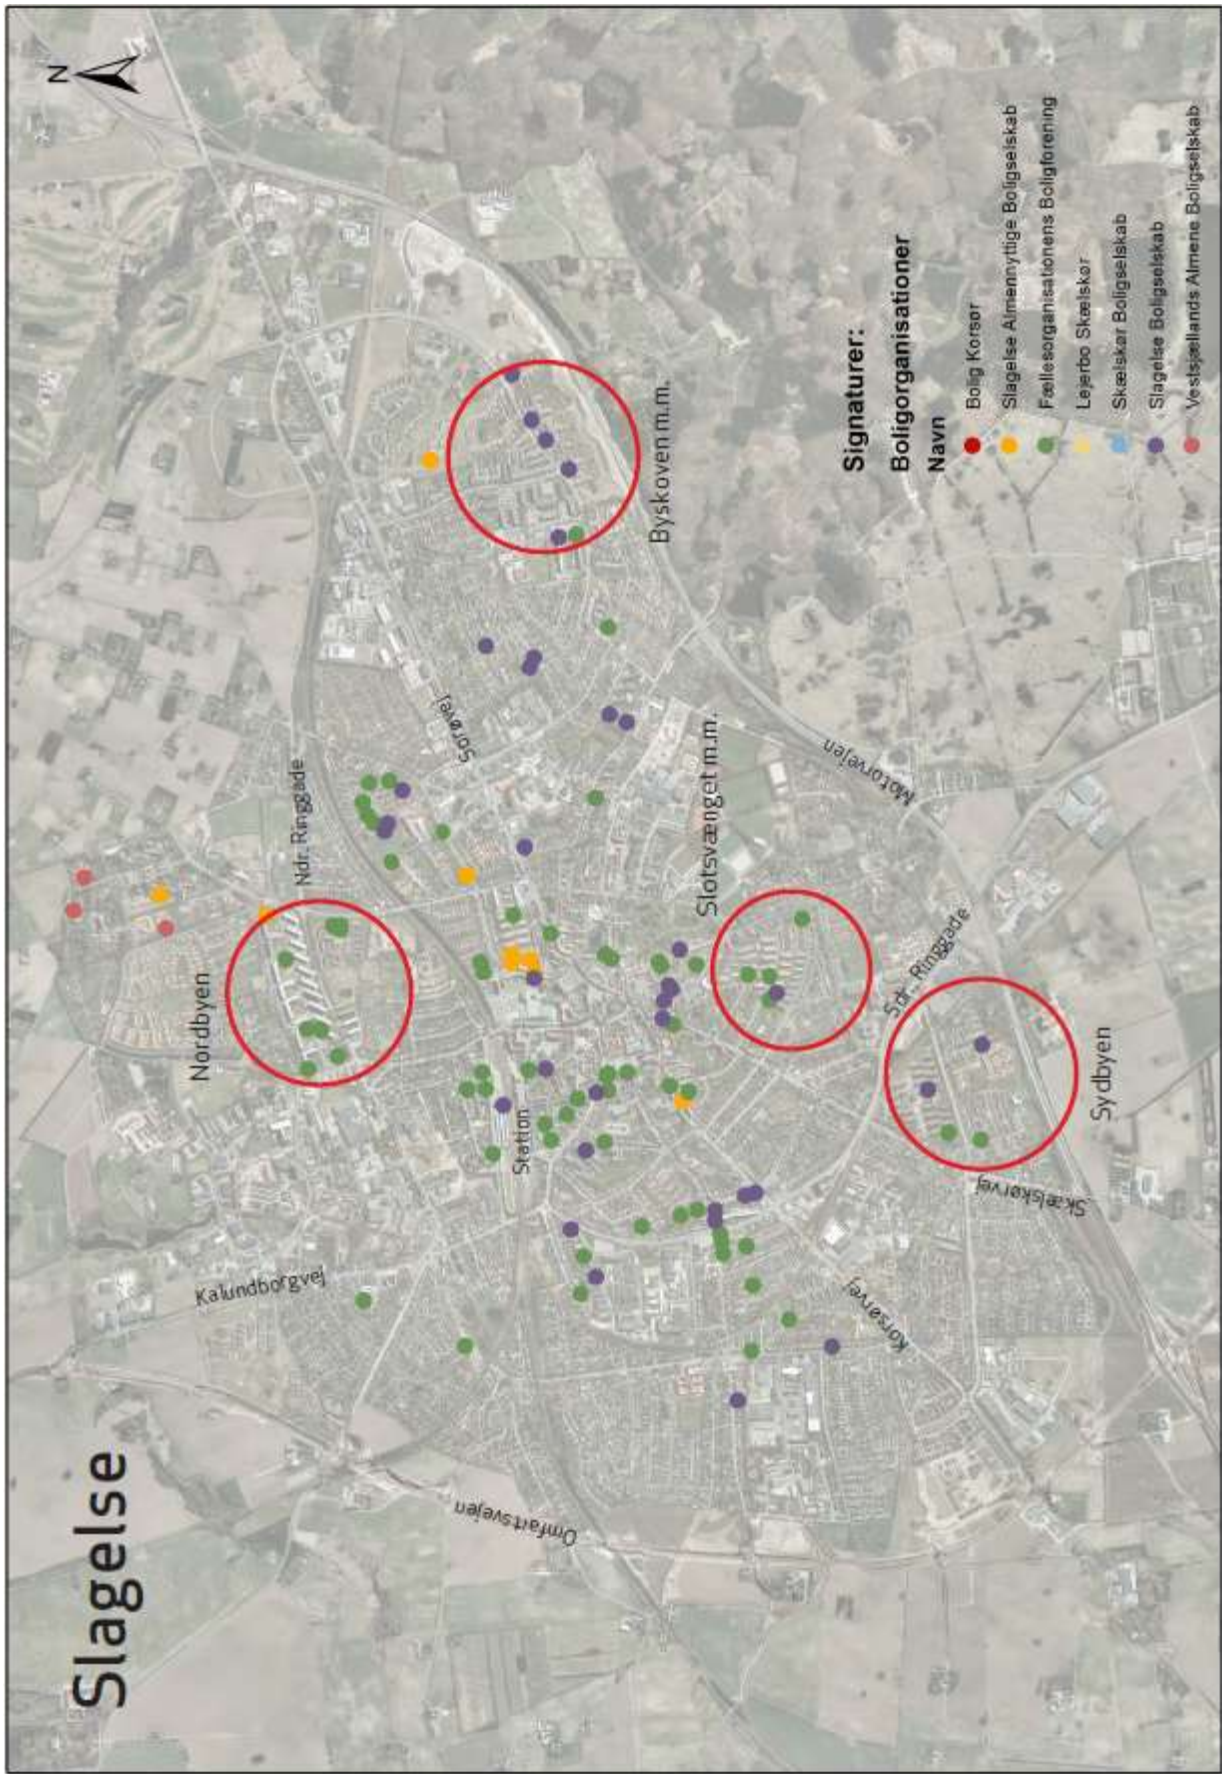 Slagelse
N
Nordbyen
Ndr. Ringgade
Kalundborgvej
Sorøvej
Omfartsvejen
Station
Byskoven m.m.
Slotsvænget m.m.
Motorvejen
Korsørvej
Sdr. Ringgade
Skælskørvej
Sydbyen
Signaturer:
Boligorganisationer
Navn
Bolig Korsør
Slagelse Almennyttige Boligselskab
Fællesorganisationens Boligforening
Lejerbo Skælskør
Skælskør Boligselskab
Slagelse Boligselskab
Vestsjællands Almene Boligselskab